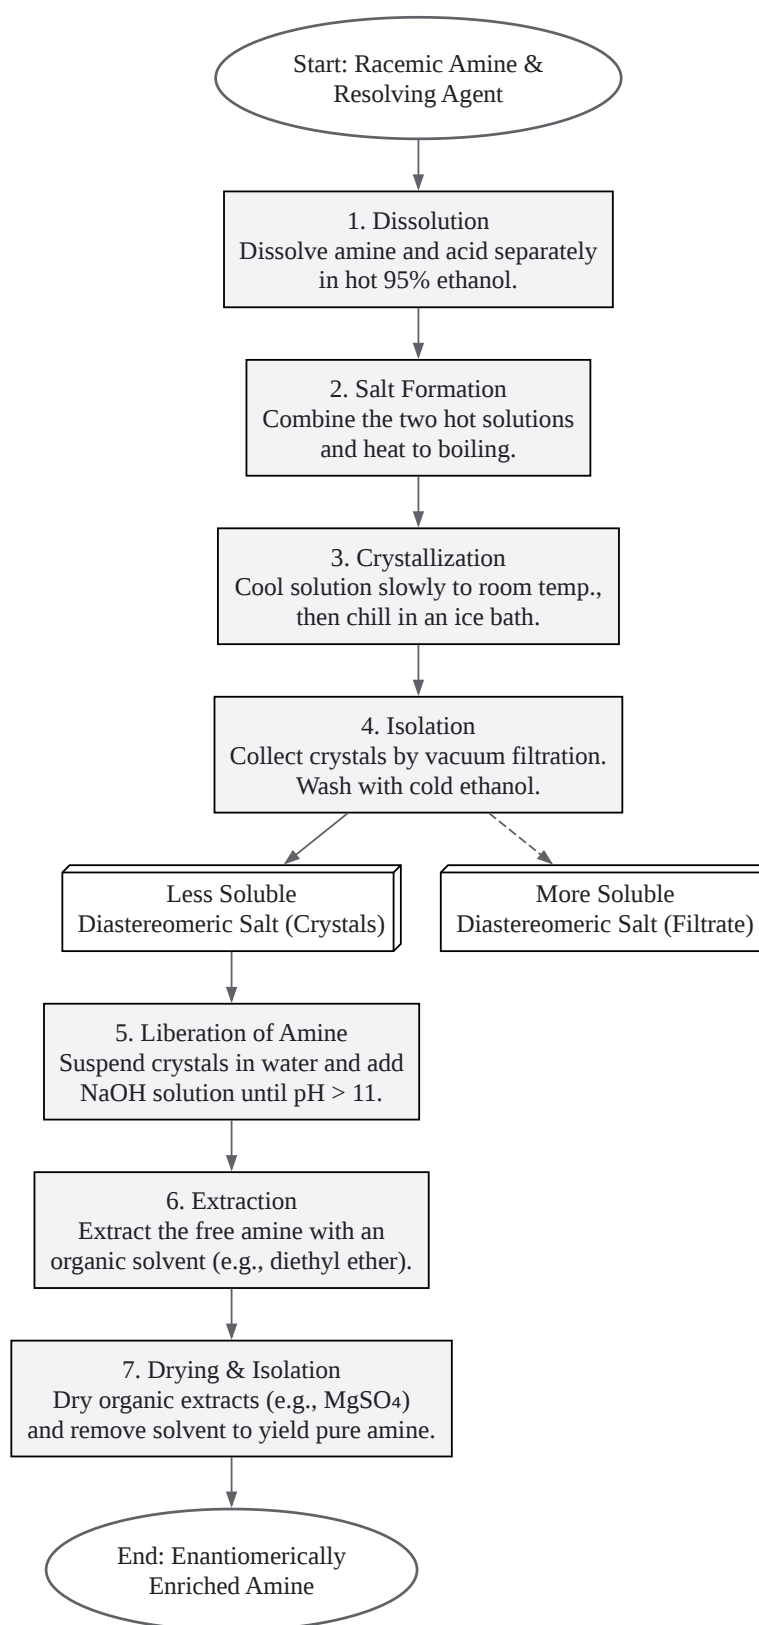 Start: Racemic Amine &
Resolving Agent
1. Dissolution
Dissolve amine and acid separately
in hot 95% ethanol.
2. Salt Formation
Combine the two hot solutions
and heat to boiling.
3. Crystallization
Cool solution slowly to room temp.,
then chill in an ice bath.
4. Isolation
Collect crystals by vacuum filtration.
Wash with cold ethanol.
Less Soluble
Diastereomeric Salt (Crystals)
More Soluble
Diastereomeric Salt (Filtrate)
5. Liberation of Amine
Suspend crystals in water and add
NaOH solution until pH > 11.
6. Extraction
Extract the free amine with an
organic solvent (e.g., diethyl ether).
7. Drying & Isolation
Dry organic extracts (e.g., MgSO₄)
and remove solvent to yield pure amine.
End: Enantiomerically
Enriched Amine